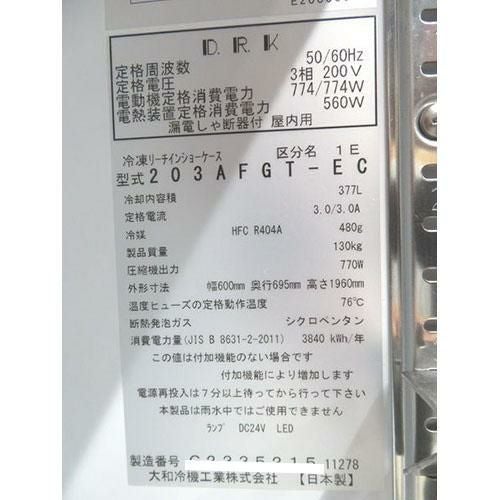 D.R.K
定格周波数 50/60Hz
定格電圧 3相 200V
電動機定格消費電力 774/774W
電熱装置定格消費電力 560W
漏電しゃ断器付 屋内用
冷凍リーチインショーケース 区分名 1E
型式 203AFGT-EC
冷却内容積 377L
定格電流 3.0/3.0A
冷媒 HFC R404A 480g
製品質量 130kg
圧縮機出力 770W
外形寸法 幅600mm 奥行695mm 高さ1960mm
温度ヒューズの定格動作温度 76℃
断熱発泡ガス シクロペンタン
消費電力量(JIS B 8631-2-2011) 3840 kWh/年
この値は付加機能のない場合です
付加機能により増加します
電源再投入は7分以上待ってから行って下さい
本製品は雨水中ではご使用できません
ランプ DC24V LED
製造番号 11278
大和冷機工業株式会社 【日本製】